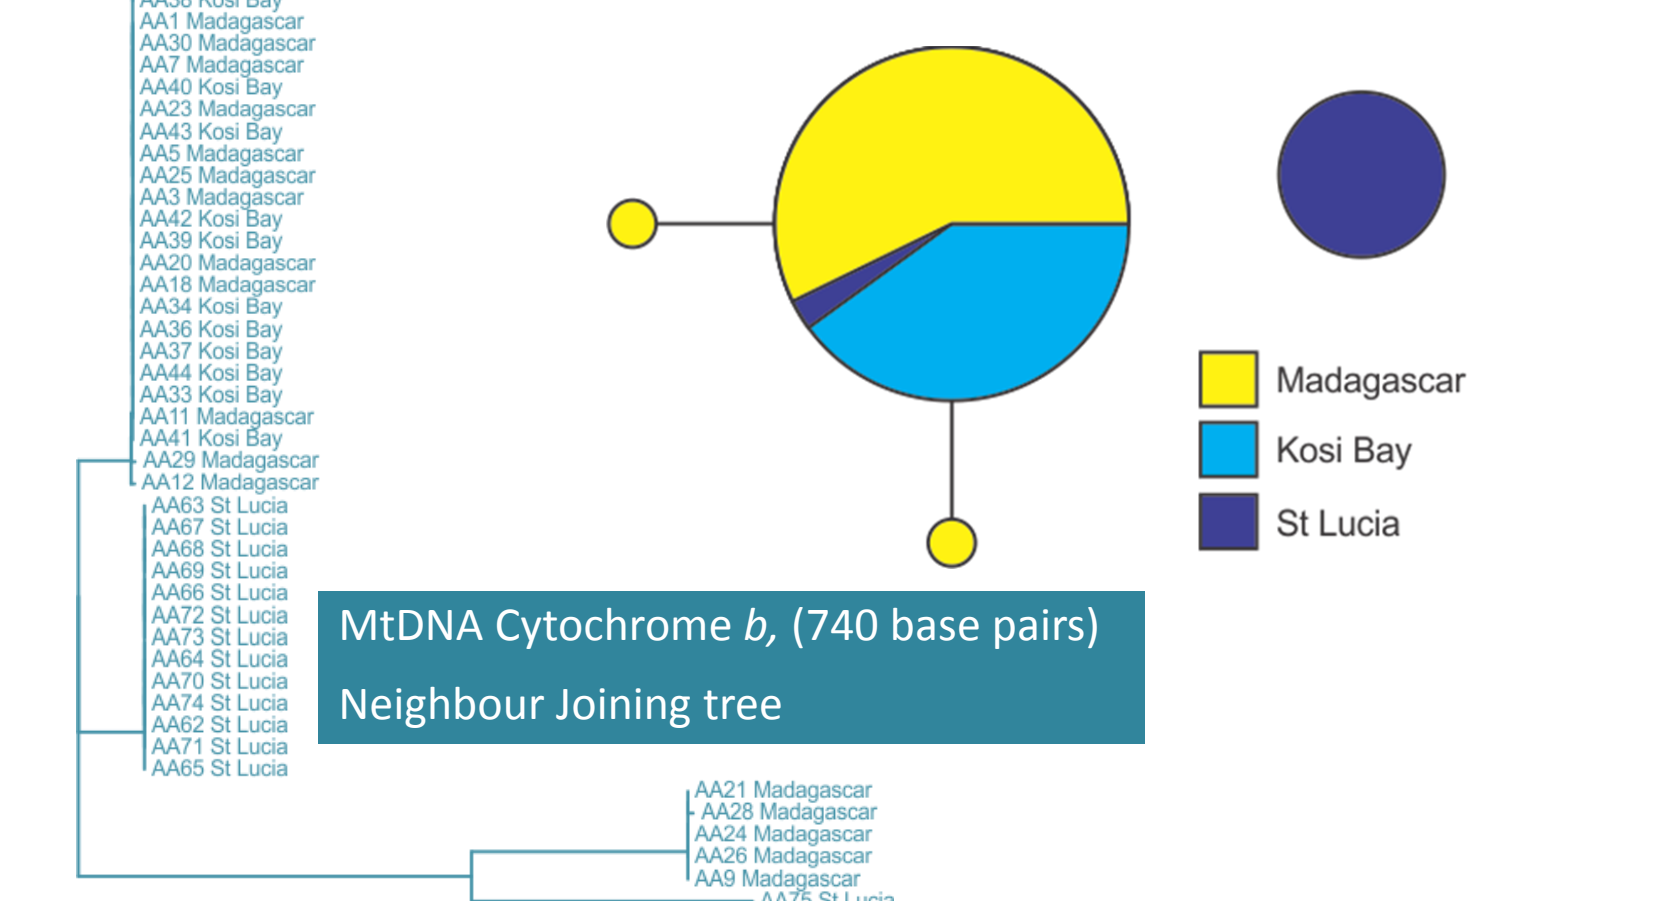 AA38 Kosi Bay
AA1 Madagascar
AA30 Madagascar
AA7 Madagascar
AA40 Kosi Bay
AA23 Madagascar
AA43 Kosi Bay
AA5 Madagascar
AA25 Madagascar
AA3 Madagascar
AA42 Kosi Bay
AA39 Kosi Bay
AA20 Madagascar
AA18 Madagascar
AA34 Kosi Bay
AA36 Kosi Bay
AA37 Kosi Bay
AA44 Kosi Bay
AA33 Kosi Bay
AA11 Madagascar
AA41 Kosi Bay
AA29 Madagascar
AA12 Madagascar
AA63 St Lucia
AA67 St Lucia
AA68 St Lucia
AA69 St Lucia
AA66 St Lucia
AA72 St Lucia
AA73 St Lucia
AA64 St Lucia
AA70 St Lucia
AA74 St Lucia
AA62 St Lucia
AA71 St Lucia
AA65 St Lucia
AA21 Madagascar
AA28 Madagascar
AA24 Madagascar
AA26 Madagascar
AA9 Madagascar
AA75 St Lucia
Madagascar
Kosi Bay
St Lucia
MtDNA Cytochrome b, (740 base pairs)
Neighbour Joining tree